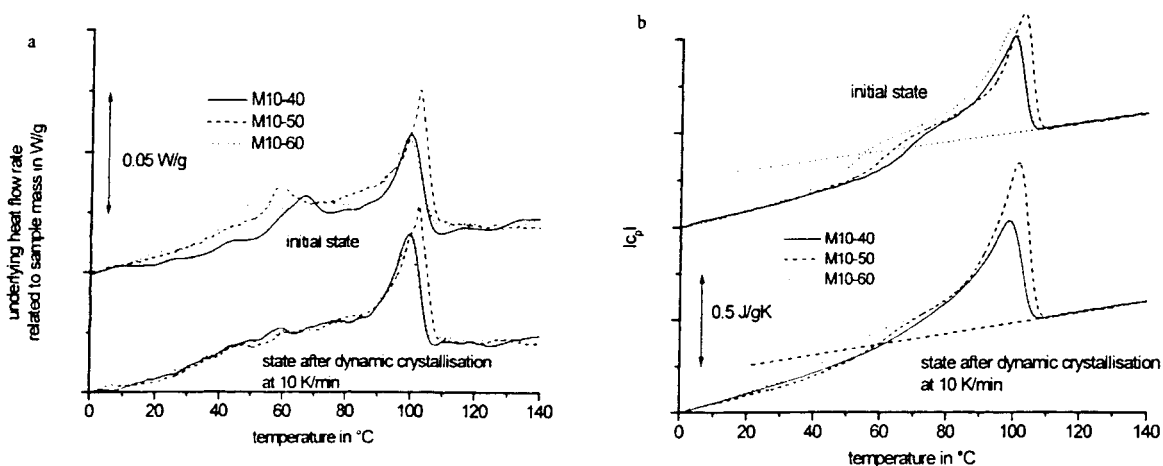 a
underlying heat flow rate
related to sample mass in W/g
M10-40
M10-50
M10-60
0.05 W/g
initial state
state after dynamic crystallisation
at 10 K/min
0 20 40 60 80 100 120 140
temperature in °C
b
|cp|
initial state
M10-40
M10-50
M10-60
0.5 J/gK
state after dynamic crystallisation
at 10 K/min
0 20 40 60 80 100 120 140
temperature in °C